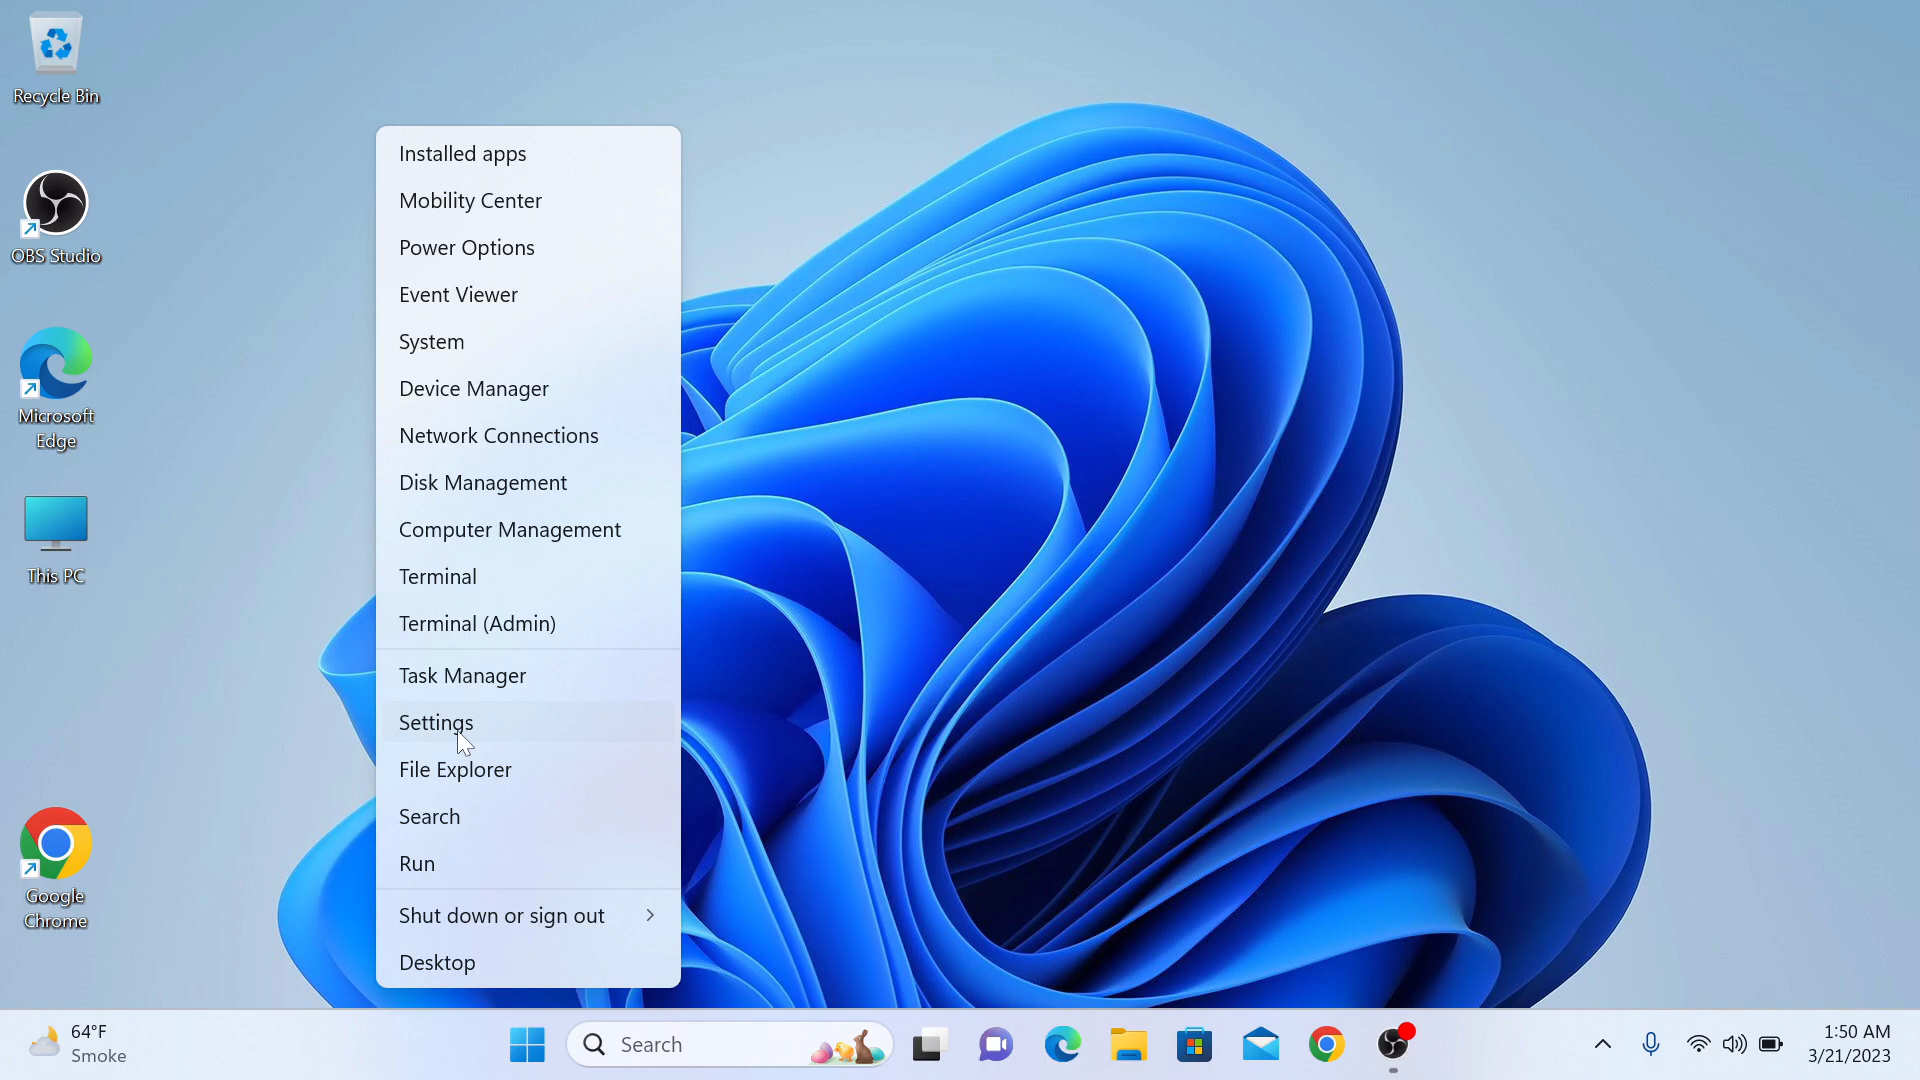 Recycle Bin
OBS Studio
Microsoft
Edge
This PC
Google
Chrome
Installed apps
Mobility Center
Power Options
Event Viewer
System
Device Manager
Network Connections
Disk Management
Computer Management
Terminal
Terminal (Admin)
Task Manager
Settings
File Explorer
Search
Run
Shut down or sign out
Desktop
64°F
Smoke
Search
1:50 AM
3/21/2023